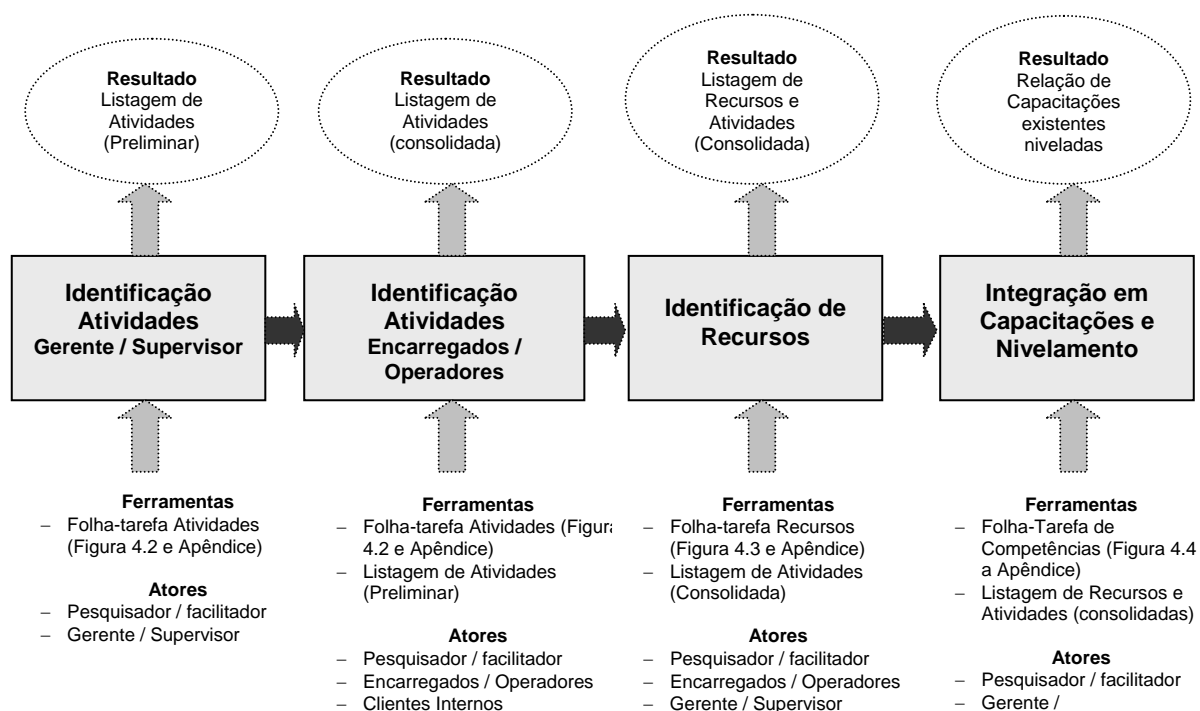 Resultado
Listagem de
Atividades
(Preliminar)
Resultado
Listagem de
Atividades
(consolidada)
Resultado
Listagem de
Recursos e
Atividades
(Consolidada)
Resultado
Relação de
Capacitações
existentes
niveladas
Identificação
Atividades
Gerente / Supervisor
Identificação
Atividades
Encarregados /
Operadores
Identificação de
Recursos
Integração em
Capacitações e
Nivelamento
Ferramentas
– Folha-tarefa Atividades
(Figura 4.2 e Apêndice)
Atores
– Pesquisador / facilitador
– Gerente / Supervisor
Ferramentas
– Folha-tarefa Atividades (Figura
4.2 e Apêndice)
– Listagem de Atividades
(Preliminar)
Atores
– Pesquisador / facilitador
– Encarregados / Operadores
– Clientes Internos
Ferramentas
– Folha-tarefa Recursos
(Figura 4.3 e Apêndice)
– Listagem de Atividades
(Consolidada)
Atores
– Pesquisador / facilitador
– Encarregados / Operadores
– Gerente / Supervisor
Ferramentas
– Folha-Tarefa de
Competências (Figura 4.4
a Apêndice)
– Listagem de Recursos e
Atividades (consolidadas)
Atores
– Pesquisador / facilitador
– Gerente /